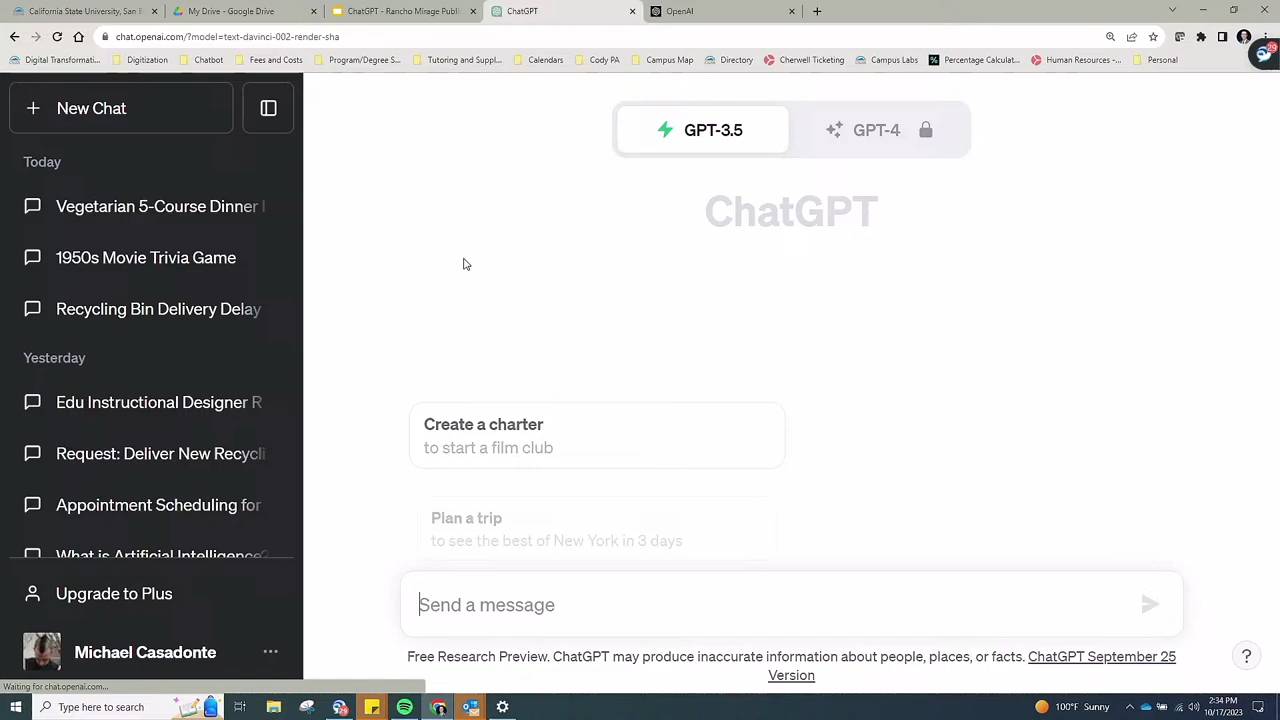 California State University, San
My Drive - Google Drive
ChatGPT - Rancho Mirage Publi
ChatGPT
OpenAI
chat.openai.com/?model=text-davinci-002-render-sha
Digital Transformati...
Digitization
Chatbot
Fees and Costs
Program/Degree S...
Tutoring and Suppl...
Calendars
Cody PA
Campus Map
Directory
Cherwell Ticketing
Campus Labs
Percentage Calculat...
Human Resources -...
Personal
29
New Chat
Today
Vegetarian 5-Course Dinner
1950s Movie Trivia Game
Recycling Bin Delivery Delay
Yesterday
Edu Instructional Designer R
Request: Deliver New Recycli
Appointment Scheduling for
What is Artificial Intelligence?
Upgrade to Plus
Michael Casadonte
Waiting for chat.openai.com...
GPT-3.5
GPT-4
ChatGPT
Create a charter
to start a film club
Plan a trip
to see the best of New York in 3 days
Send a message
Free Research Preview. ChatGPT may produce inaccurate information about people, places, or facts. ChatGPT September 25
Version
?
Type here to search
100°F Sunny
2:34 PM
10/17/2023